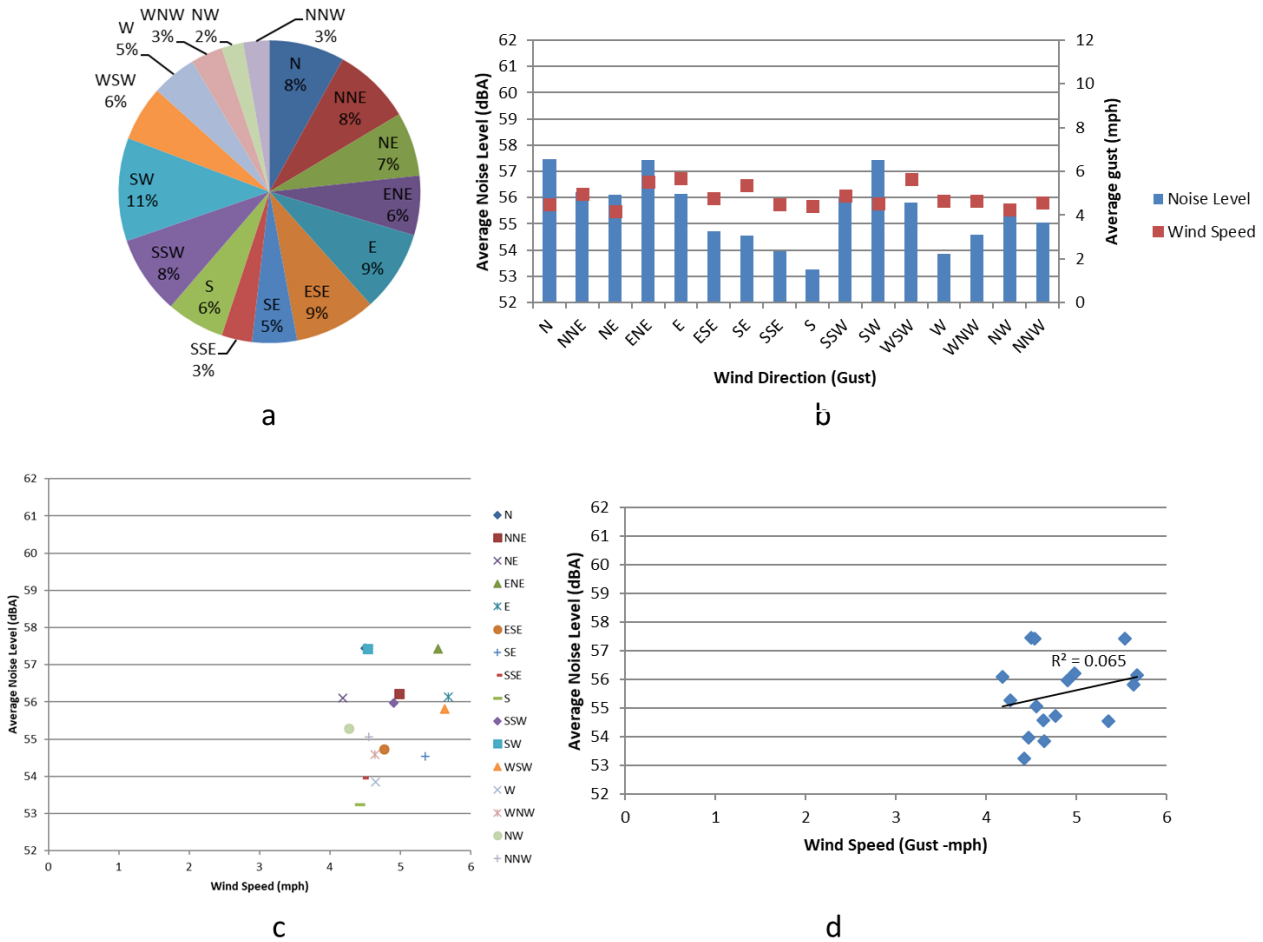 WNW
3%
NW
2%
NNW
3%
W
5%
WSW
6%
N
8%
NNE
8%
NE
7%
ENE
6%
E
9%
ESE
9%
SE
5%
SSE
3%
S
6%
SSW
8%
SW
11%
a
62
61
60
59
58
57
56
55
54
53
52
Average Noise Level (dBA)
12
10
8
6
4
2
0
Average gust (mph)
N
NNE
NE
ENE
E
ESE
SE
SSE
S
SSW
SW
WSW
W
WNW
NW
NNW
Wind Direction (Gust)
Noise Level
Wind Speed
b
62
61
60
59
58
57
56
55
54
53
52
Average Noise Level (dBA)
0 1 2 3 4 5 6
Wind Speed (mph)
N
NNE
NE
ENE
E
ESE
SE
SSE
S
SSW
SW
WSW
W
WNW
NW
NNW
c
62
61
60
59
58
57
56
55
54
53
52
Average Noise Level (dBA)
R² = 0.065
0 1 2 3 4 5 6
Wind Speed (Gust -mph)
d